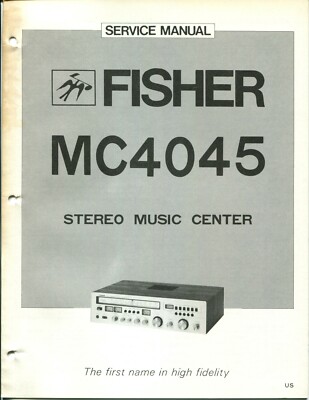 SERVICE MANUAL
FISHER
MC4045
STEREO MUSIC CENTER
The first name in high fidelity
US